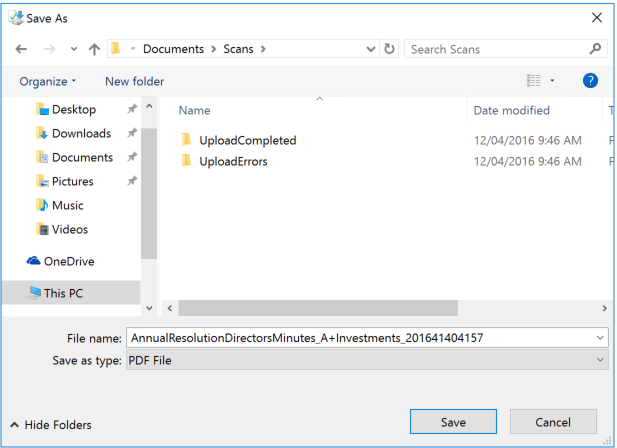 Save As
« Documents > Scans >
Search Scans
Organize
New folder
?
Desktop
Downloads
Documents
Pictures
Music
Videos
OneDrive
This PC
Name
Date modified
UploadCompleted
12/04/2016 9:46 AM
UploadErrors
12/04/2016 9:46 AM
File name: AnnualResolutionDirectorsMinutes_A+Investments_201641404157
Save as type: PDF File
Hide Folders
Save
Cancel